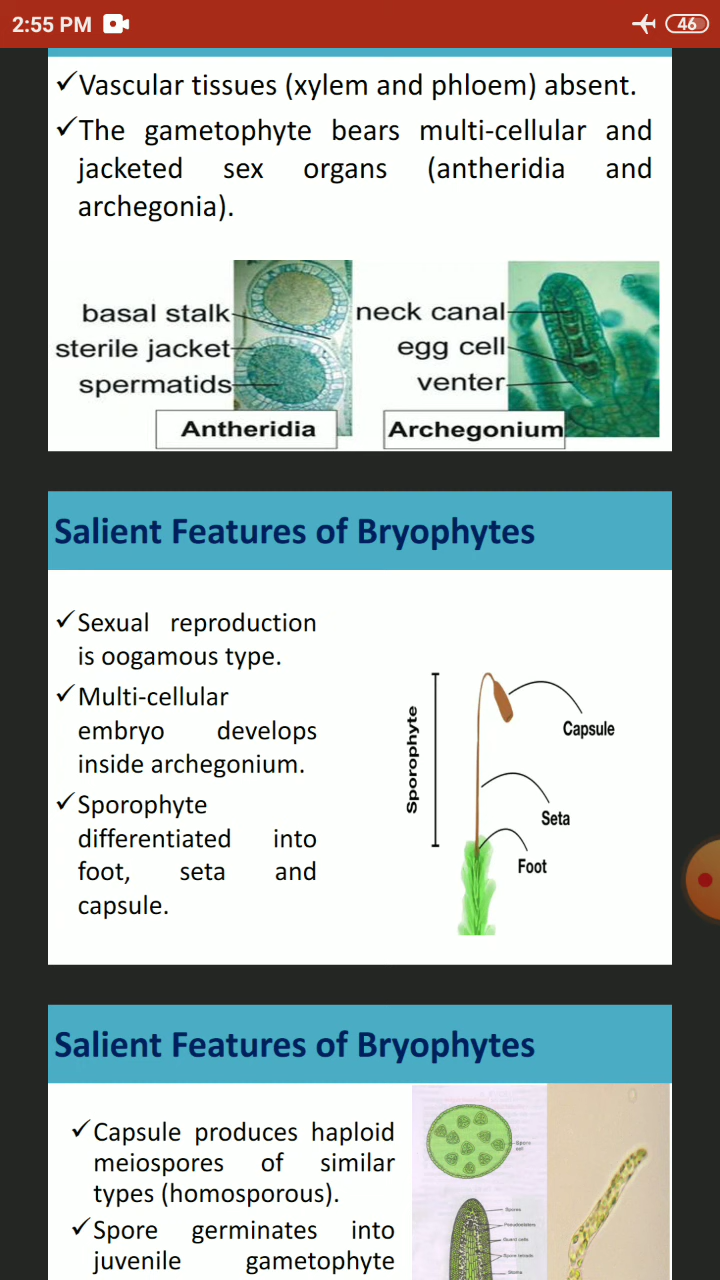 2:55 PM
46
✓Vascular tissues (xylem and phloem) absent.
✓The gametophyte bears multi-cellular and
jacketed sex organs (antheridia and
archegonia).
basal stalk
sterile jacket
spermatids
Antheridia
neck canal
egg cell
venter
Archegonium
Salient Features of Bryophytes
✓Sexual reproduction
is oogamous type.
✓Multi-cellular
embryo develops
inside archegonium.
✓Sporophyte
differentiated into
foot, seta and
capsule.
Sporophyte
Capsule
Seta
Foot
Salient Features of Bryophytes
✓Capsule produces haploid
meiospores of similar
types (homosporous).
✓Spore germinates into
juvenile gametophyte
Spores
Guard cells
Stoma